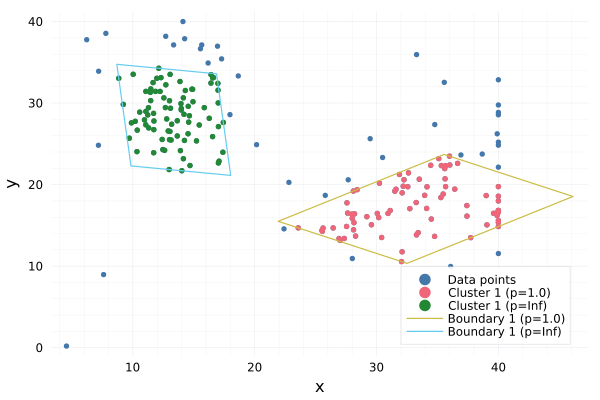 40
30
20
10
0
y
10
20
30
40
x
Data points
Cluster 1 (p=1.0)
Cluster 1 (p=Inf)
Boundary 1 (p=1.0)
Boundary 1 (p=Inf)